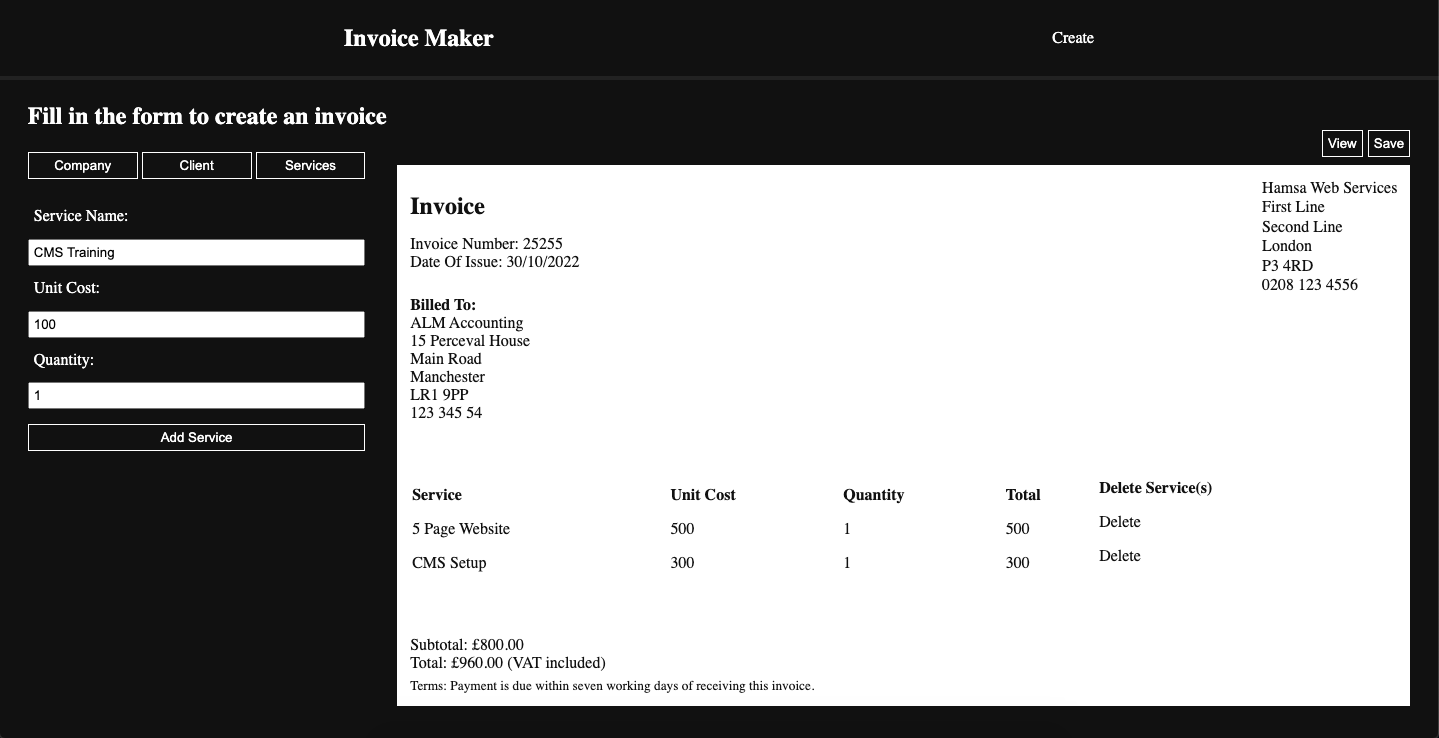 Invoice Maker
Create
Fill in the form to create an invoice
View Save
Company Client Services
Service Name:
CMS Training
Unit Cost:
100
Quantity:
1
Add Service
Invoice
Invoice Number: 25255
Date Of Issue: 30/10/2022
Hamsa Web Services
First Line
Second Line
London
P3 4RD
0208 123 4556
Billed To:
ALM Accounting
15 Perceval House
Main Road
Manchester
LR1 9PP
123 345 54
Service Unit Cost Quantity Total Delete Service(s)
5 Page Website 500 1 500 Delete
CMS Setup 300 1 300 Delete
Subtotal: £800.00
Total: £960.00 (VAT included)
Terms: Payment is due within seven working days of receiving this invoice.